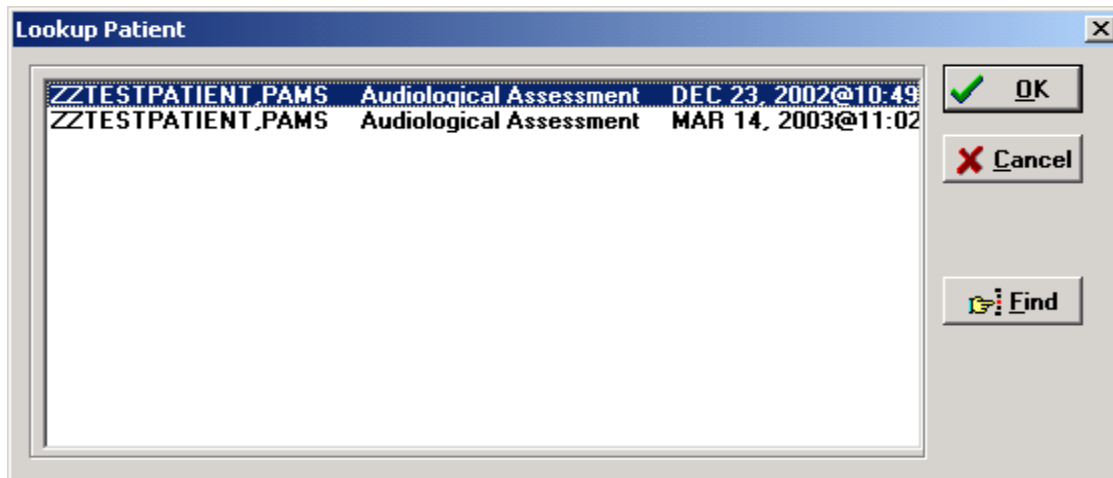 Lookup Patient
ZZTESTPATIENT,PAMS Audiological Assessment DEC 23, 2002@10:49
ZZTESTPATIENT,PAMS Audiological Assessment MAR 14, 2003@11:02
OK
Cancel
Find